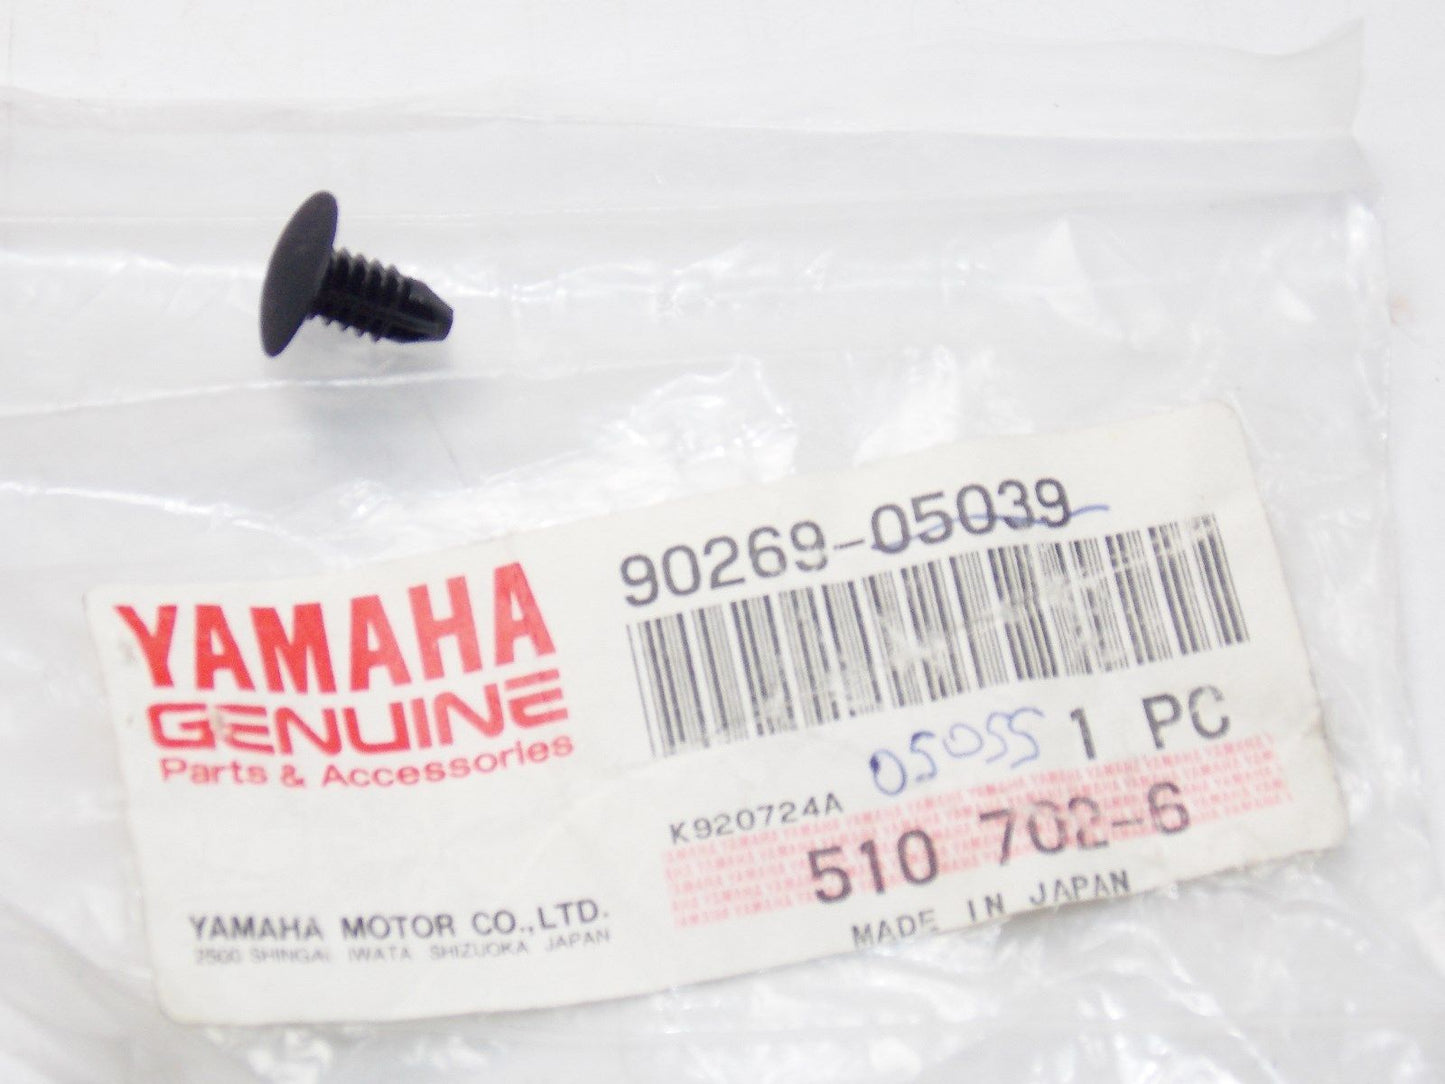 YAMAHA
GENUINE
Parts & Accessories
YAMAHA MOTOR CO.,LTD.
2500 SHINGAI IWATA SHIZUOKA JAPAN
90269-05039
05055 1 PC
K920724A
510 702-6
MADE IN JAPAN